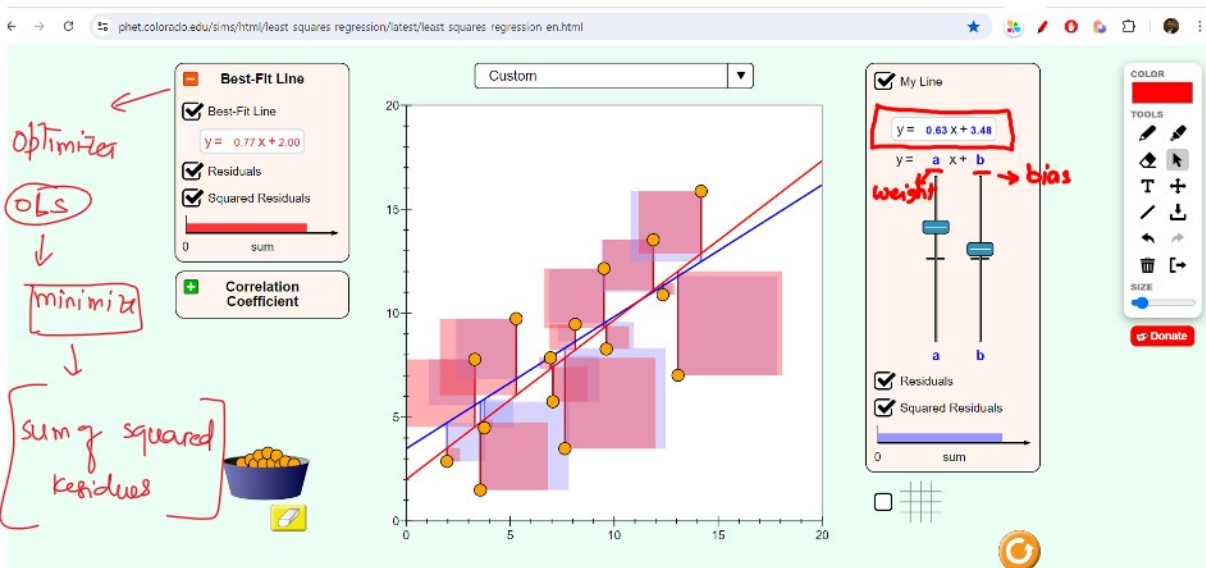 phet.colorado.edu/sims/html/least-squares-regression/latest/least-squares-regression_en.html
Best-Fit Line
Best-Fit Line
y = 0.77 x + 2.00
Residuals
Squared Residuals
0
sum
Correlation
Coefficient
optimizer
OLS
minimize
sum of squared
residues
Custom
20
15
10
5
0
0
5
10
15
20
My Line
y = 0.63 x + 3.48
y = a x + b
weight
bias
a
b
Residuals
Squared Residuals
0
sum
COLOR
TOOLS
T
SIZE
Donate